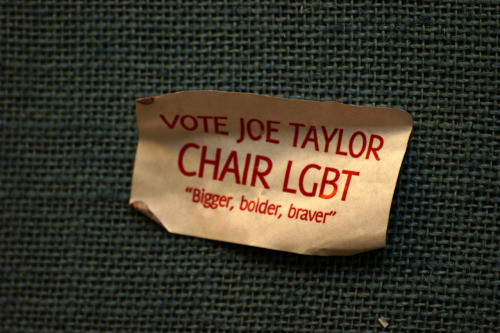 VOTE JOE TAYLOR
CHAIR LGBT
“Bigger, bolder, braver”